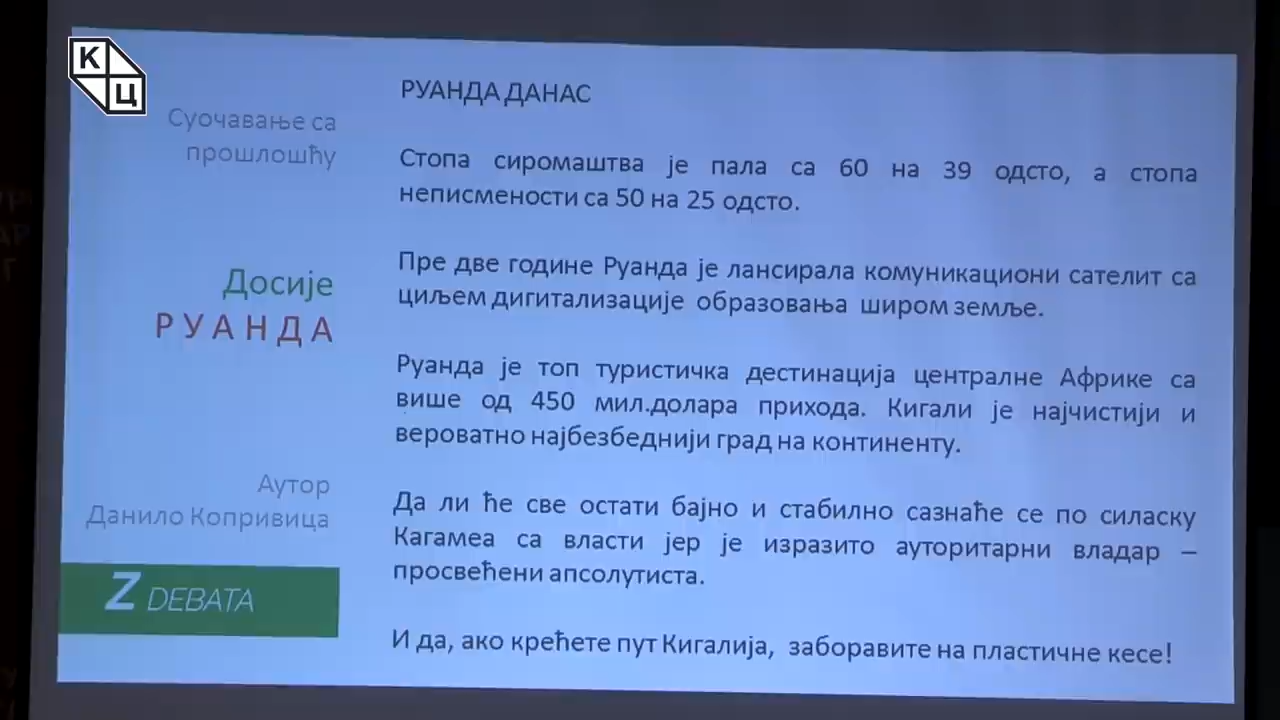 К
Ц
Суочавање са
прошлошћу
Досије
РУАНДА
Аутор
Данило Копривица
Z DEBATA
РУАНДА ДАНАС
Стопа сиромаштва је пала са 60 на 39 одсто, а стопа
неписмености са 50 на 25 одсто.
Пре две године Руанда је лансирала комуникациони сателит са
циљем дигитализације образовања широм земље.
Руанда је топ туристичка дестинација централне Африке са
више од 450 мил.долара прихода. Кигали је најчистији и
вероватно најбезбеднији град на континенту.
Да ли ће све остати бајно и стабилно сазнаће се по силаску
Кагамеа са власти јер је изразито ауторитарни владар –
просвећени апсолутиста.
И да, ако крећете пут Кигалија, заборавите на пластичне кесе!